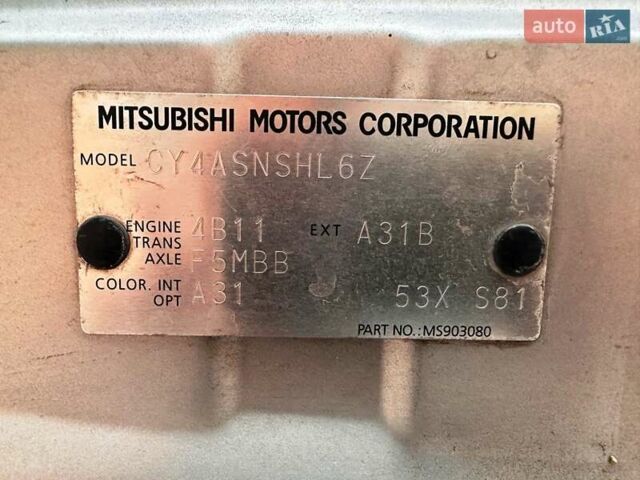 auto RIA.com
MITSUBISHI MOTORS CORPORATION
MODEL CY4ASNSHL6Z
ENGINE 4B11 EXT A31B
TRANS
AXLE F5MBB
COLOR. INT A31 53X S81
OPT
PART NO.: MS903080